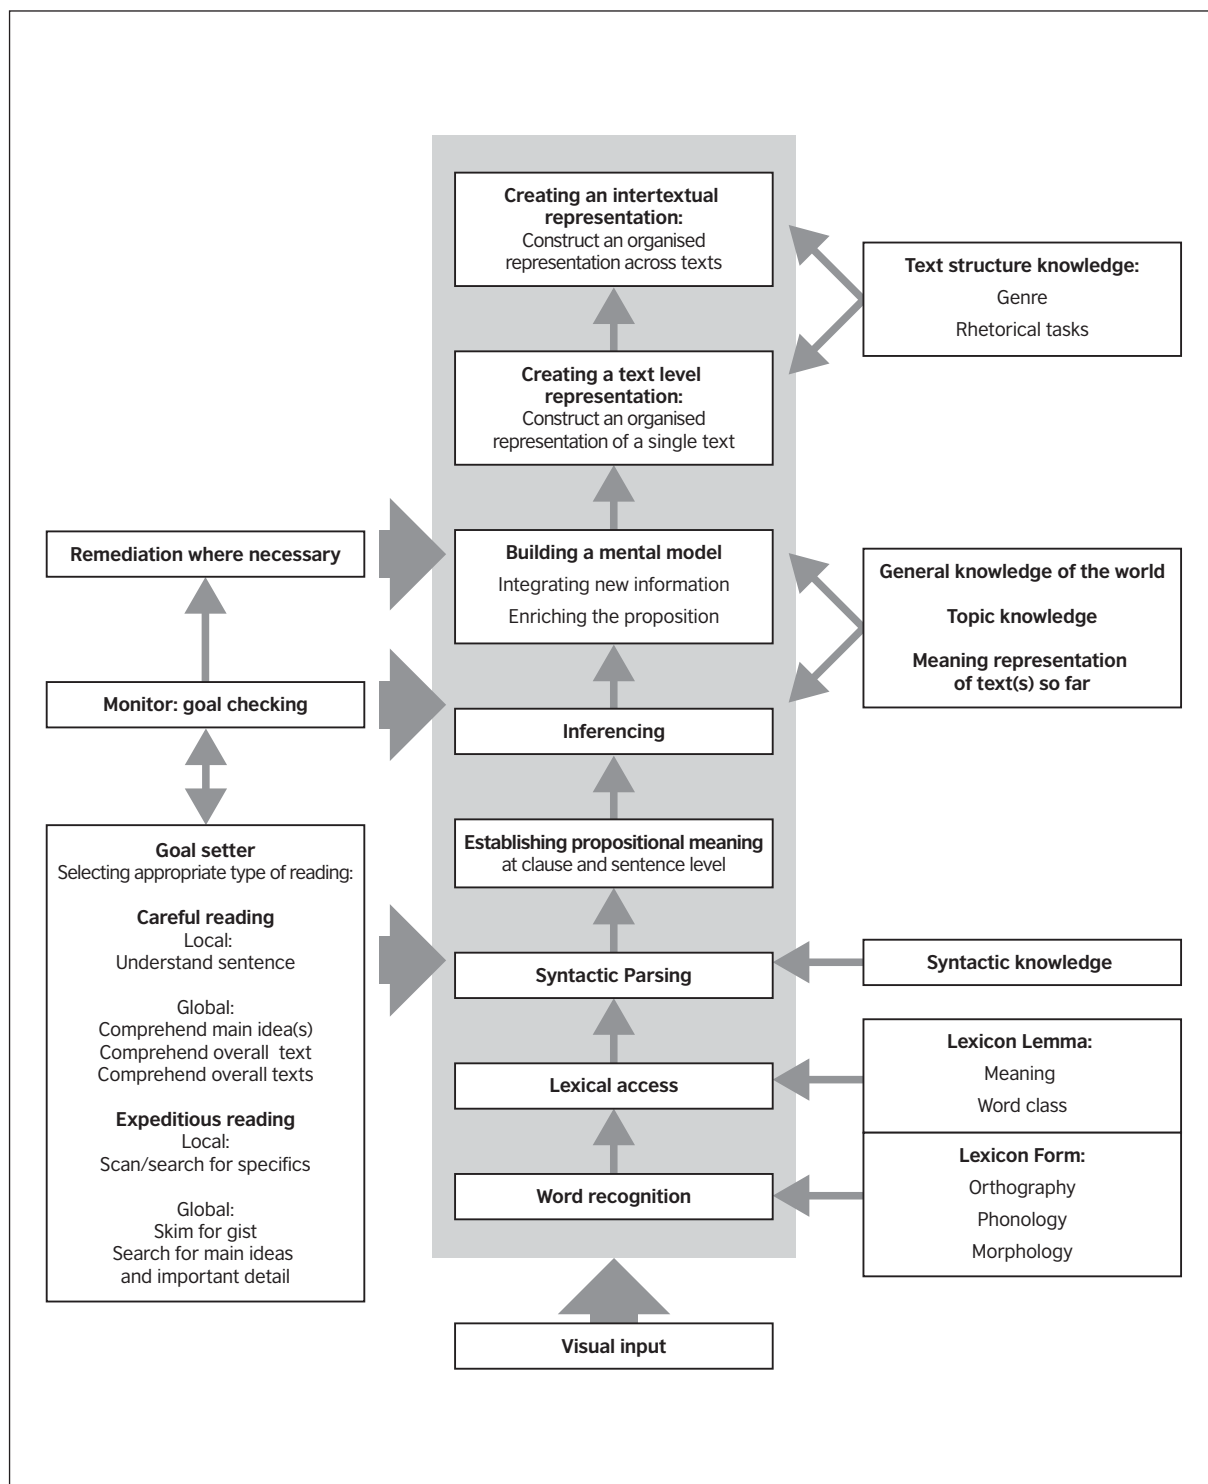 Creating an intertextual
representation:
Construct an organised
representation across texts
Text structure knowledge:
Genre
Rhetorical tasks
Creating a text level
representation:
Construct an organised
representation of a single text
Remediation where necessary
Building a mental model
Integrating new information
Enriching the proposition
General knowledge of the world
Topic knowledge
Meaning representation
of text(s) so far
Monitor: goal checking
Inferencing
Goal setter
Selecting appropriate type of reading:
Careful reading
Local:
Understand sentence
Global:
Comprehend main idea(s)
Comprehend overall text
Comprehend overall texts
Expeditious reading
Local:
Scan/search for specifics
Global:
Skim for gist
Search for main ideas
and important detail
Establishing propositional meaning
at clause and sentence level
Syntactic Parsing
Syntactic knowledge
Lexical access
Lexicon Lemma:
Meaning
Word class
Word recognition
Lexicon Form:
Orthography
Phonology
Morphology
Visual input